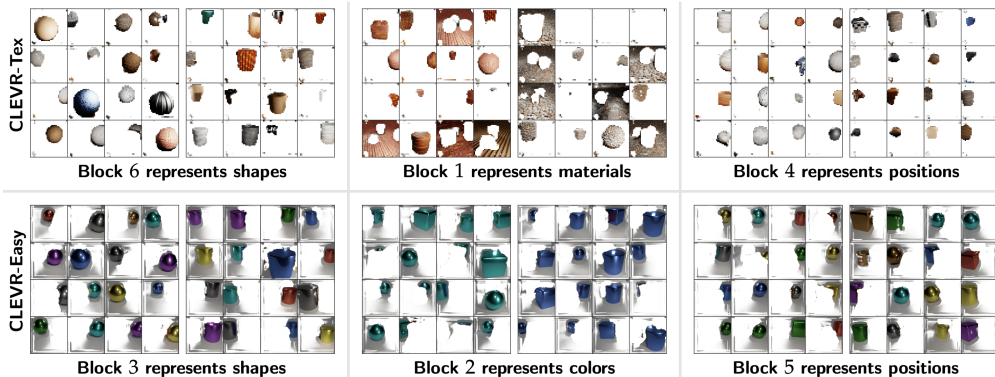 CLEVR-Tex
Block 6 represents shapes
Block 1 represents materials
Block 4 represents positions
CLEVR-Easy
Block 3 represents shapes
Block 2 represents colors
Block 5 represents positions